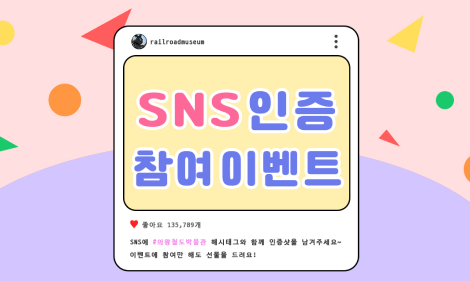 railroadmuseum
SNS인증
참여이벤트
좋아요 135,789개
SNS에 #의왕철도박물관 해시태그와 함께 인증샷을 남겨주세요~
이벤트에 참여만 해도 선물을 드려요!